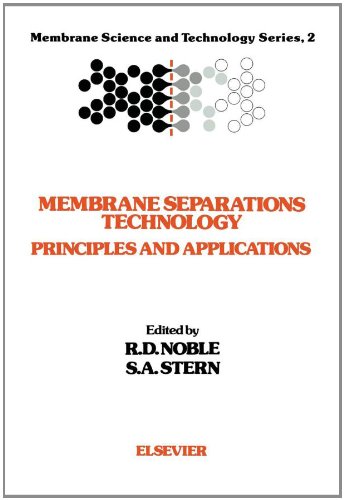 Membrane Science and Technology Series, 2
MEMBRANE SEPARATIONS
TECHNOLOGY
PRINCIPLES AND APPLICATIONS
Edited by
R.D. NOBLE
S.A. STERN
ELSEVIER